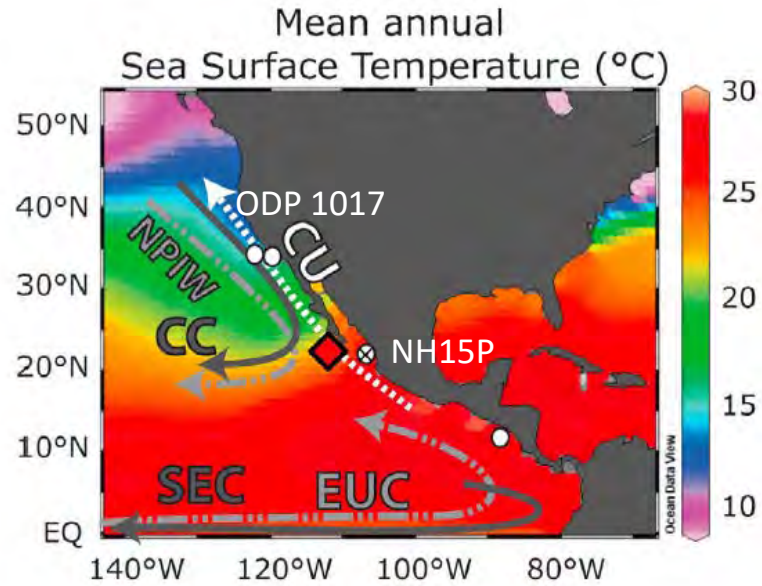 Mean annual
Sea Surface Temperature (°C)
50°N
40°N
30°N
20°N
10°N
EQ
140°W
120°W
100°W
80°W
30
25
20
15
10
ODP 1017
CU
NPIW
CC
NH15P
SEC
EUC
Ocean Data View